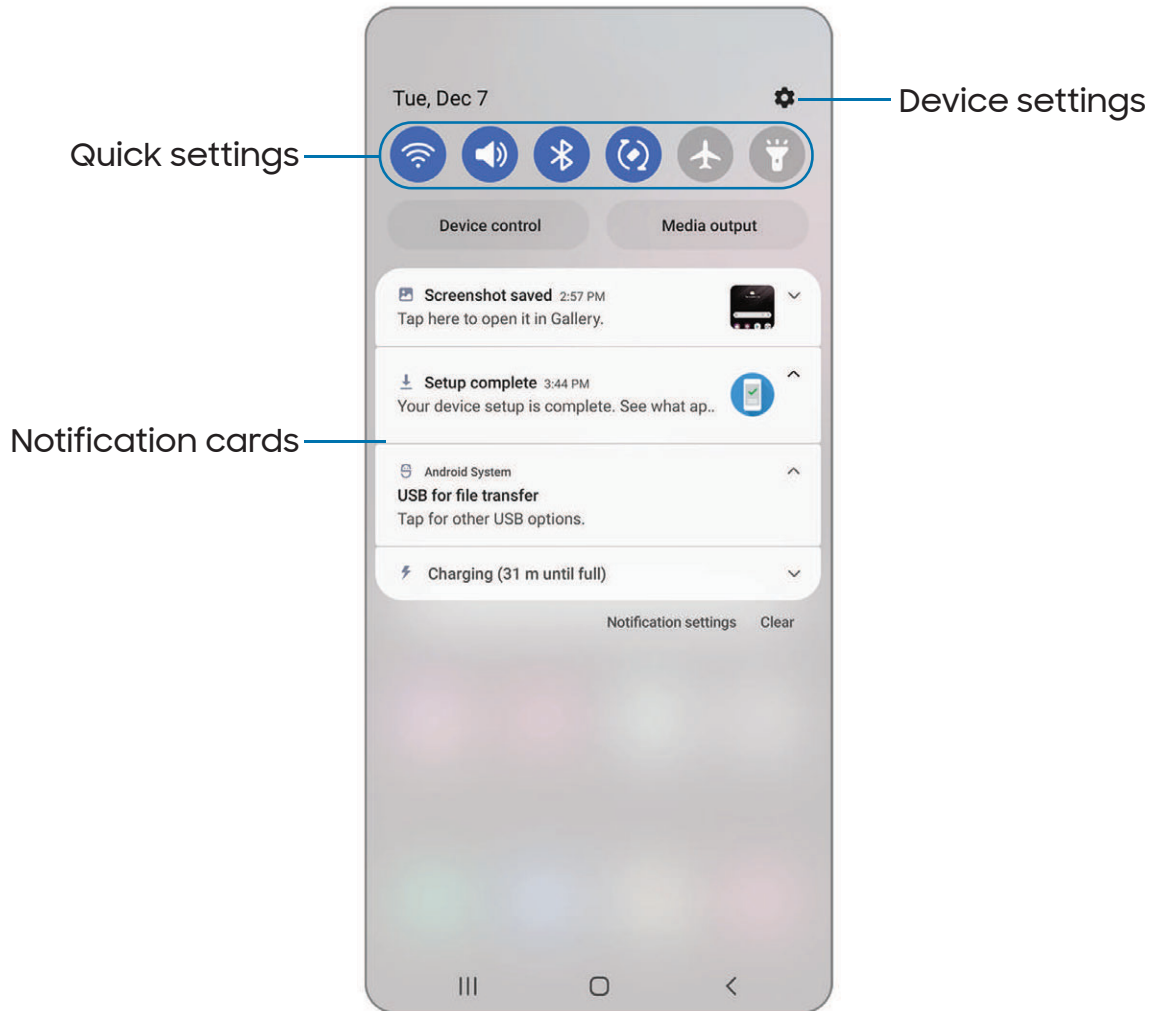 Tue, Dec 7
Device settings
Quick settings
Device control
Media output
Screenshot saved 2:57 PM
Tap here to open it in Gallery.
Setup complete 3:44 PM
Your device setup is complete. See what ap..
Notification cards
Android System
USB for file transfer
Tap for other USB options.
Charging (31 m until full)
Notification settings Clear